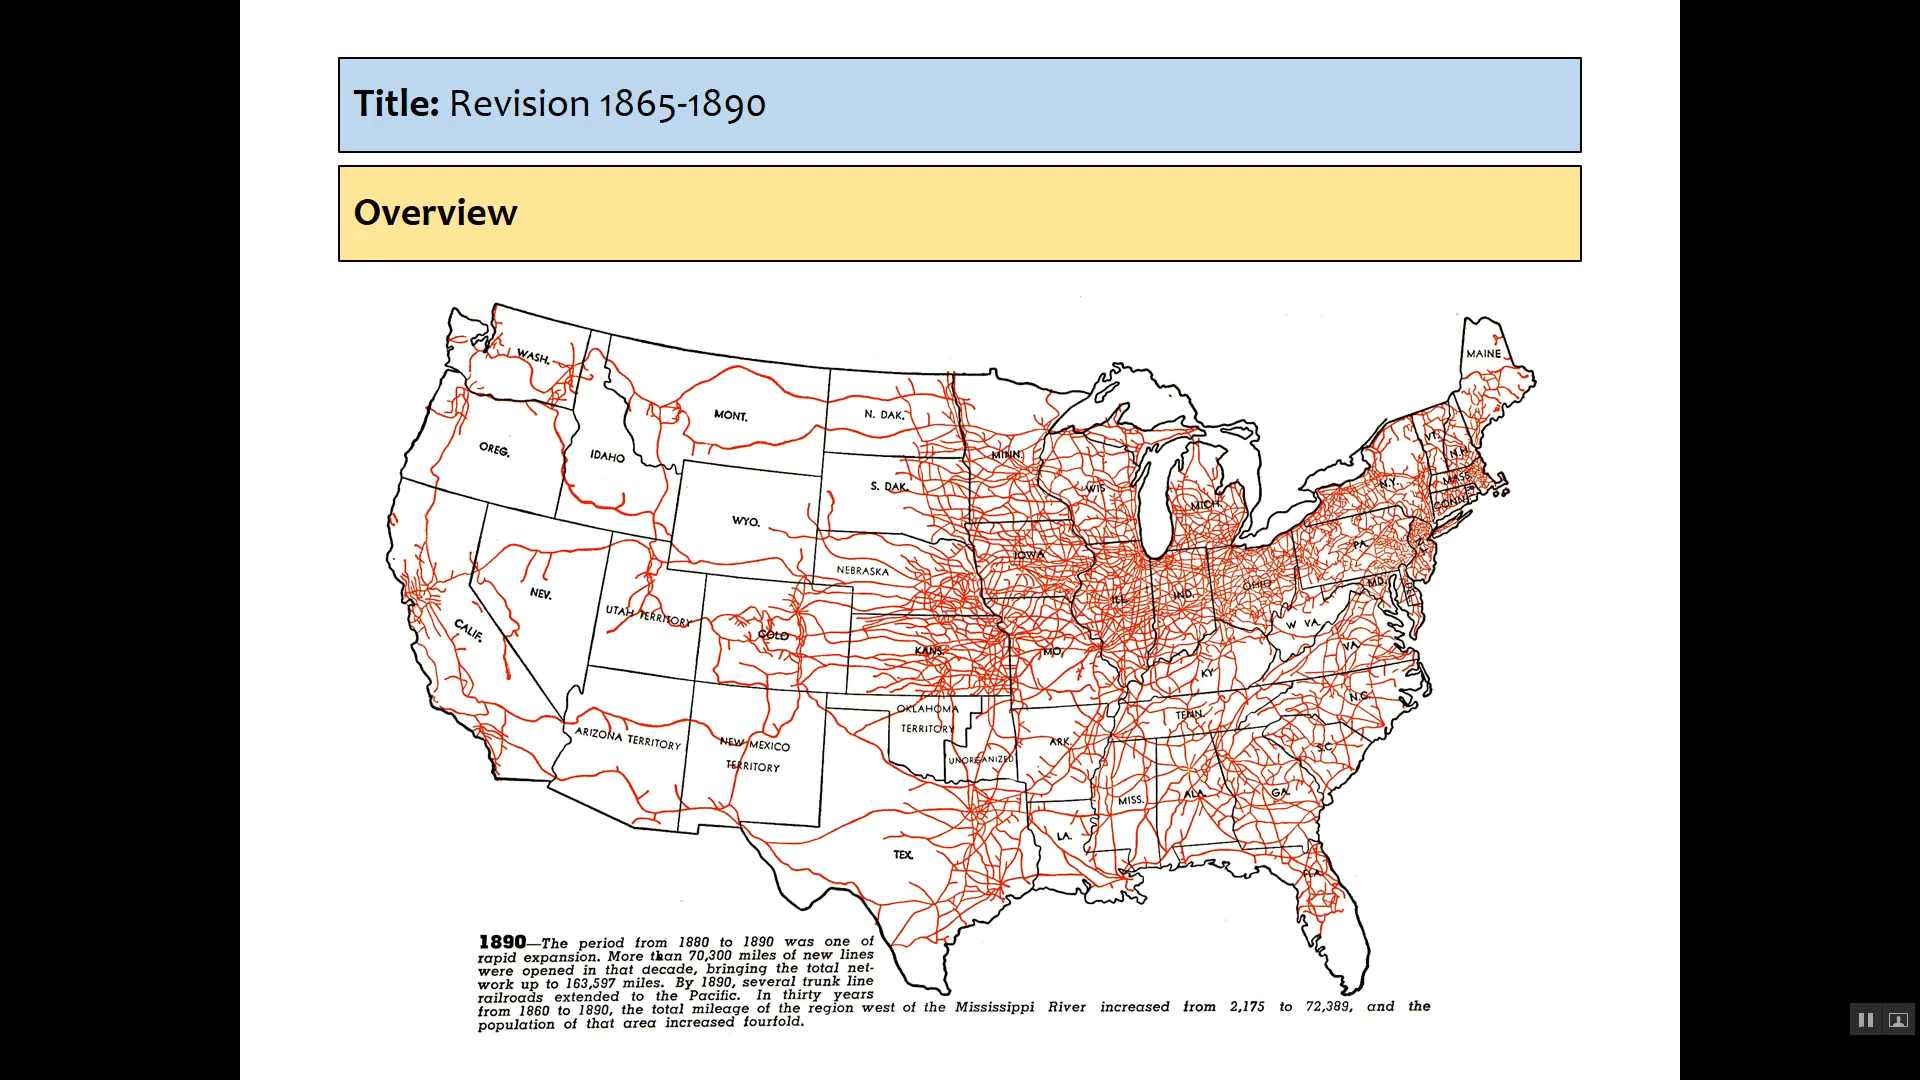 Title: Revision 1865-1890
Overview
MAINE
WASH.
MONT.
N. DAK.
MINN.
VT.
N.H.
OREG.
IDAHO
S. DAK.
WIS
MICH.
N.Y.
MASS.
CONN.
WYO.
IOWA
PA.
NEBRASKA
NEV.
ILL.
IND.
OHIO
MD.
UTAH TERRITORY
COLO
W VA.
CALIF.
KANS.
MO.
KY
VA.
OKLAHOMA
TERRITORY
TENN.
N.C.
ARIZONA TERRITORY
NEW MEXICO
TERRITORY
UNORGANIZED
ARK.
S.C.
MISS.
ALA.
GA.
TEX.
LA.
FLA.
1890—The period from 1880 to 1890 was one of
rapid expansion. More than 70,300 miles of new lines
were opened in that decade, bringing the total net-
work up to 163,597 miles. By 1890, several trunk line
railroads extended to the Pacific. In thirty years
from 1860 to 1890, the total mileage of the region west of the Mississippi River increased from 2,175 to 72,389, and the
population of that area increased fourfold.